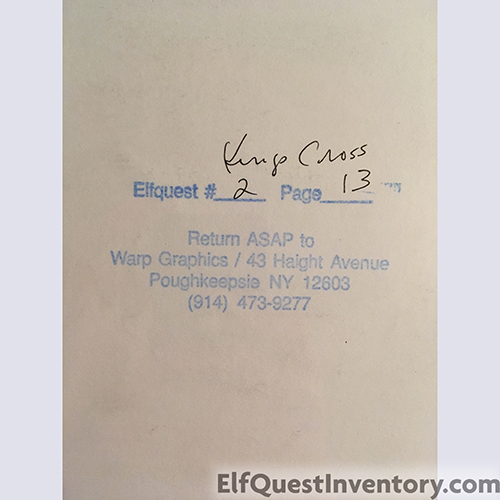 Kings Cross
Elfquest # 2 Page 13
Return ASAP to
Warp Graphics / 43 Haight Avenue
Poughkeepsie NY 12603
(914) 473-9277
ElfQuestInventory.com